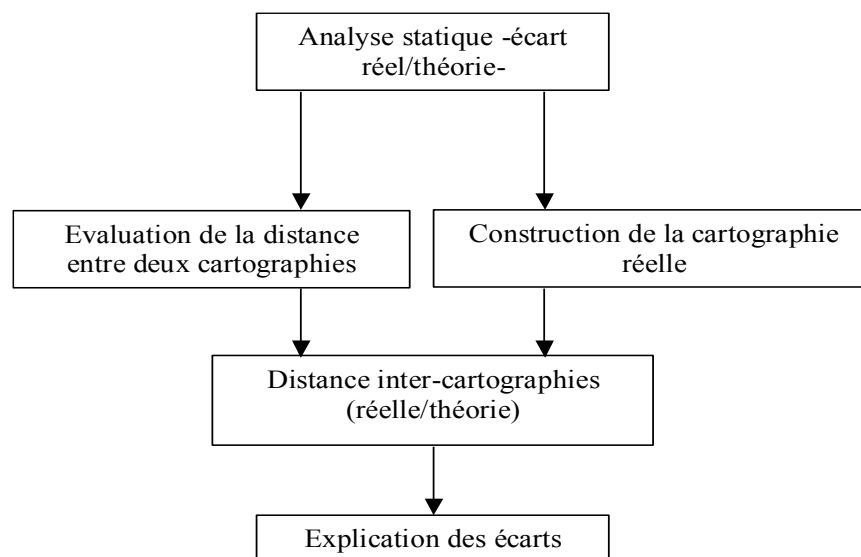 Analyse statique -écart
réel/théorie-
Evaluation de la distance
entre deux cartographies
Construction de la cartographie
réelle
Distance inter-cartographies
(réelle/théorie)
Explication des écarts